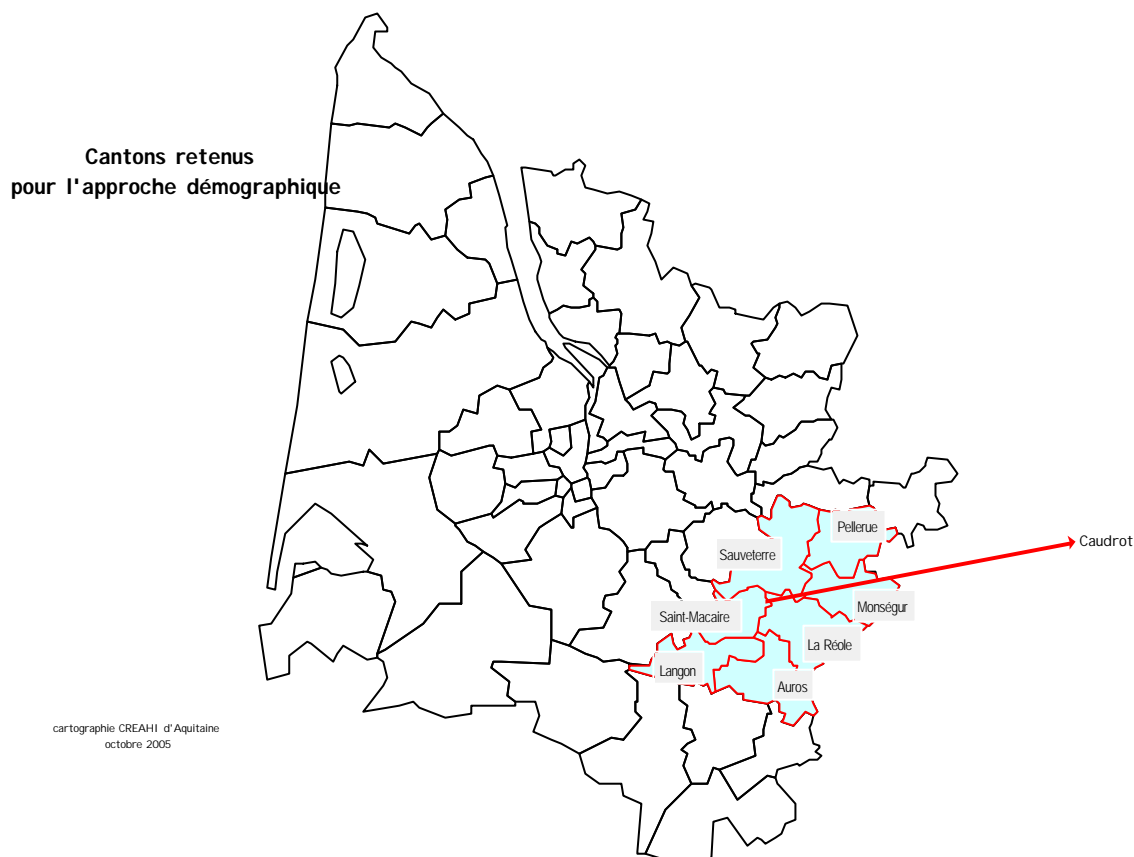 Cantons retenus
pour l'approche démographique
Pellerue
Caudrot
Sauveterre
Monségur
Saint-Macaire
La Réole
Langon
Auros
cartographie CREAHI d'Aquitaine
octobre 2005